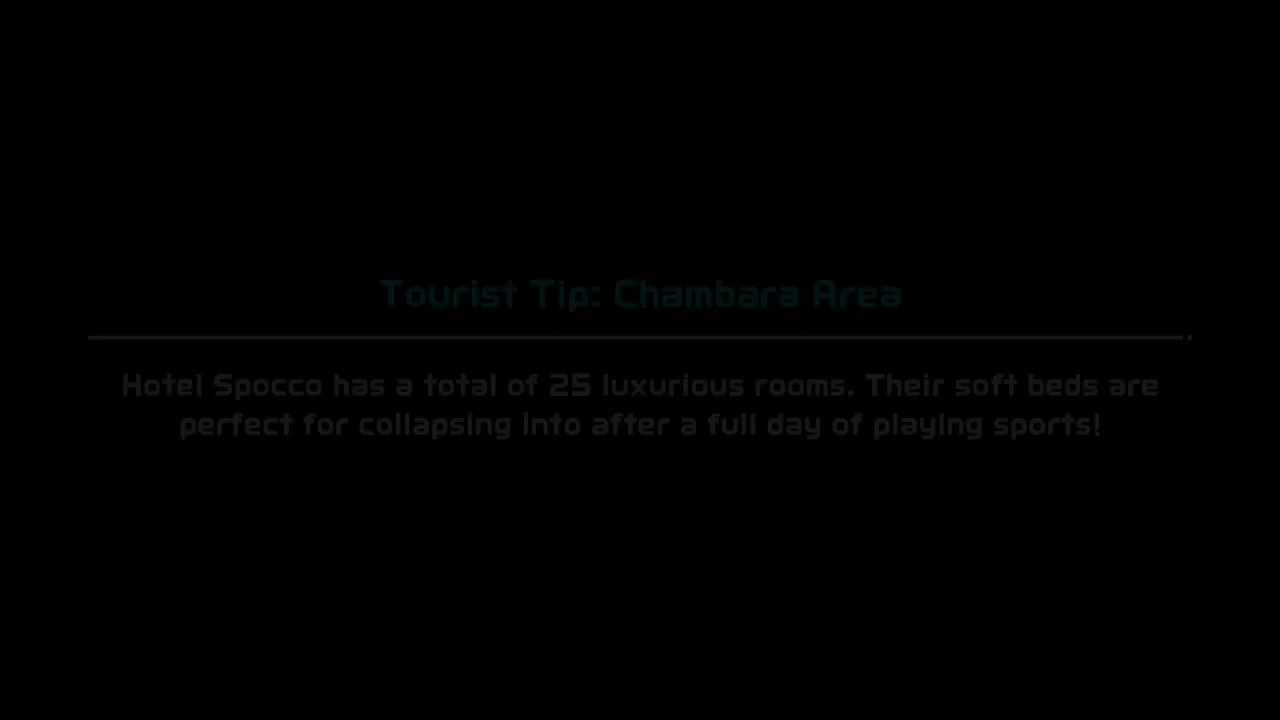 Tourist Tip: Chambara Area
Hotel Spocco has a total of 25 luxurious rooms. Their soft beds are
perfect for collapsing into after a full day of playing sports!